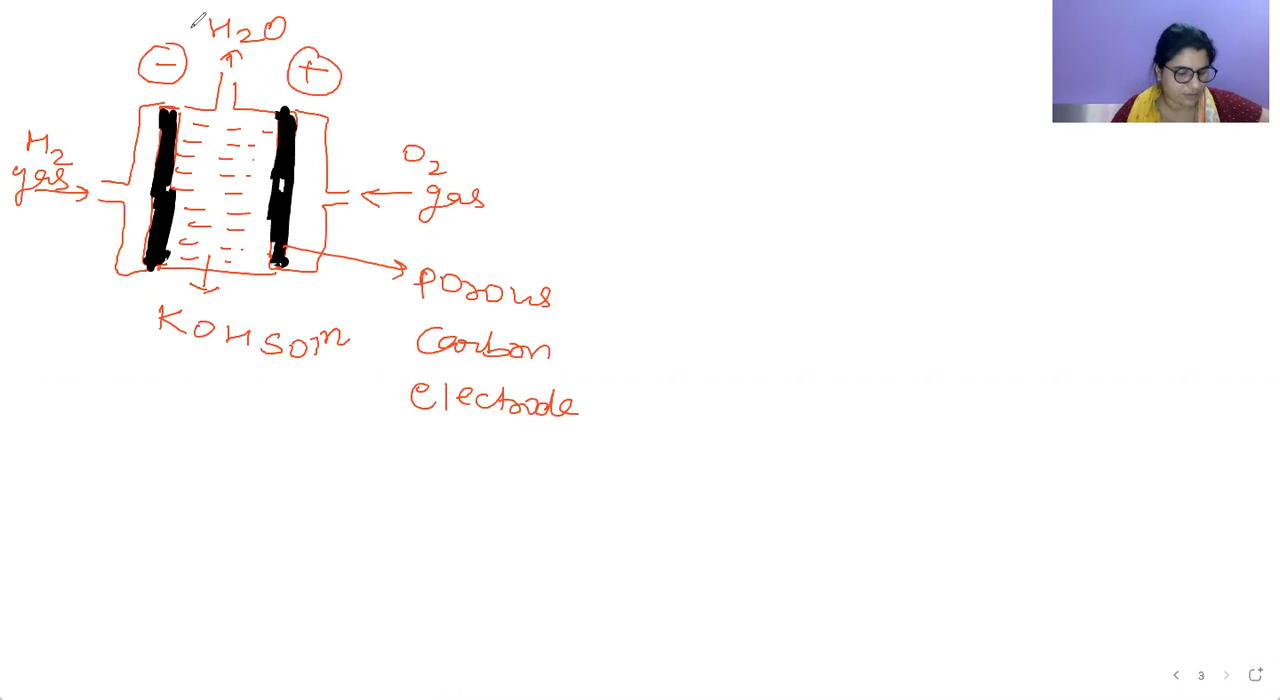 H2O
−
+
H2
gas
O2
gas
Porous
Carbon
Electrode
KOH Soln
3